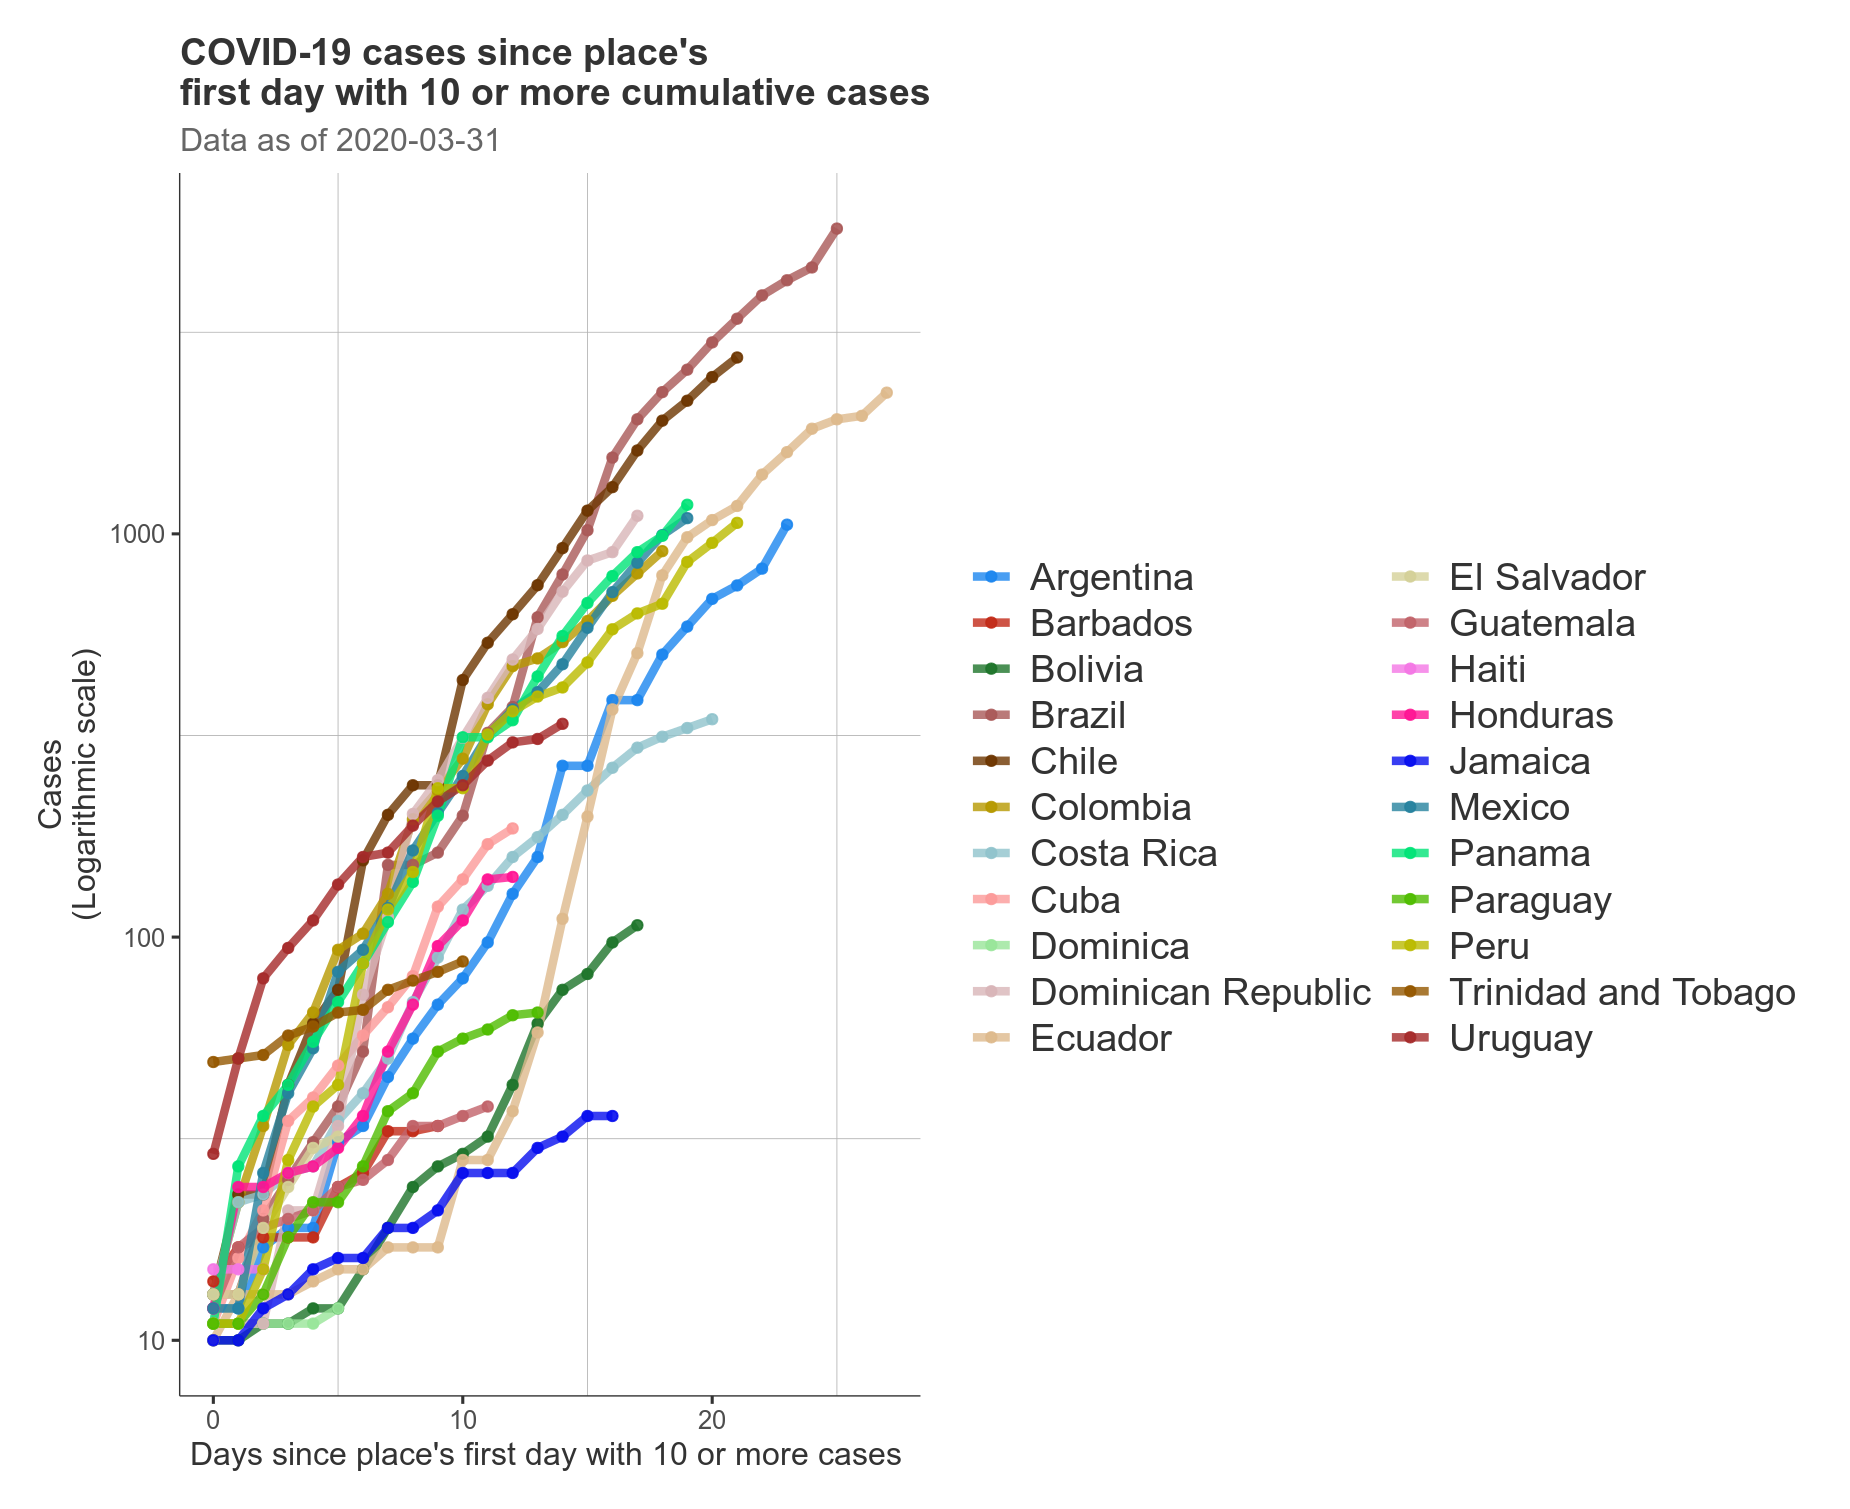 COVID-19 cases since place's
first day with 10 or more cumulative cases
Data as of 2020-03-31
Cases
(Logarithmic scale)
1000
100
10
0
10
20
Days since place's first day with 10 or more cases
Argentina
Barbados
Bolivia
Brazil
Chile
Colombia
Costa Rica
Cuba
Dominica
Dominican Republic
Ecuador
El Salvador
Guatemala
Haiti
Honduras
Jamaica
Mexico
Panama
Paraguay
Peru
Trinidad and Tobago
Uruguay